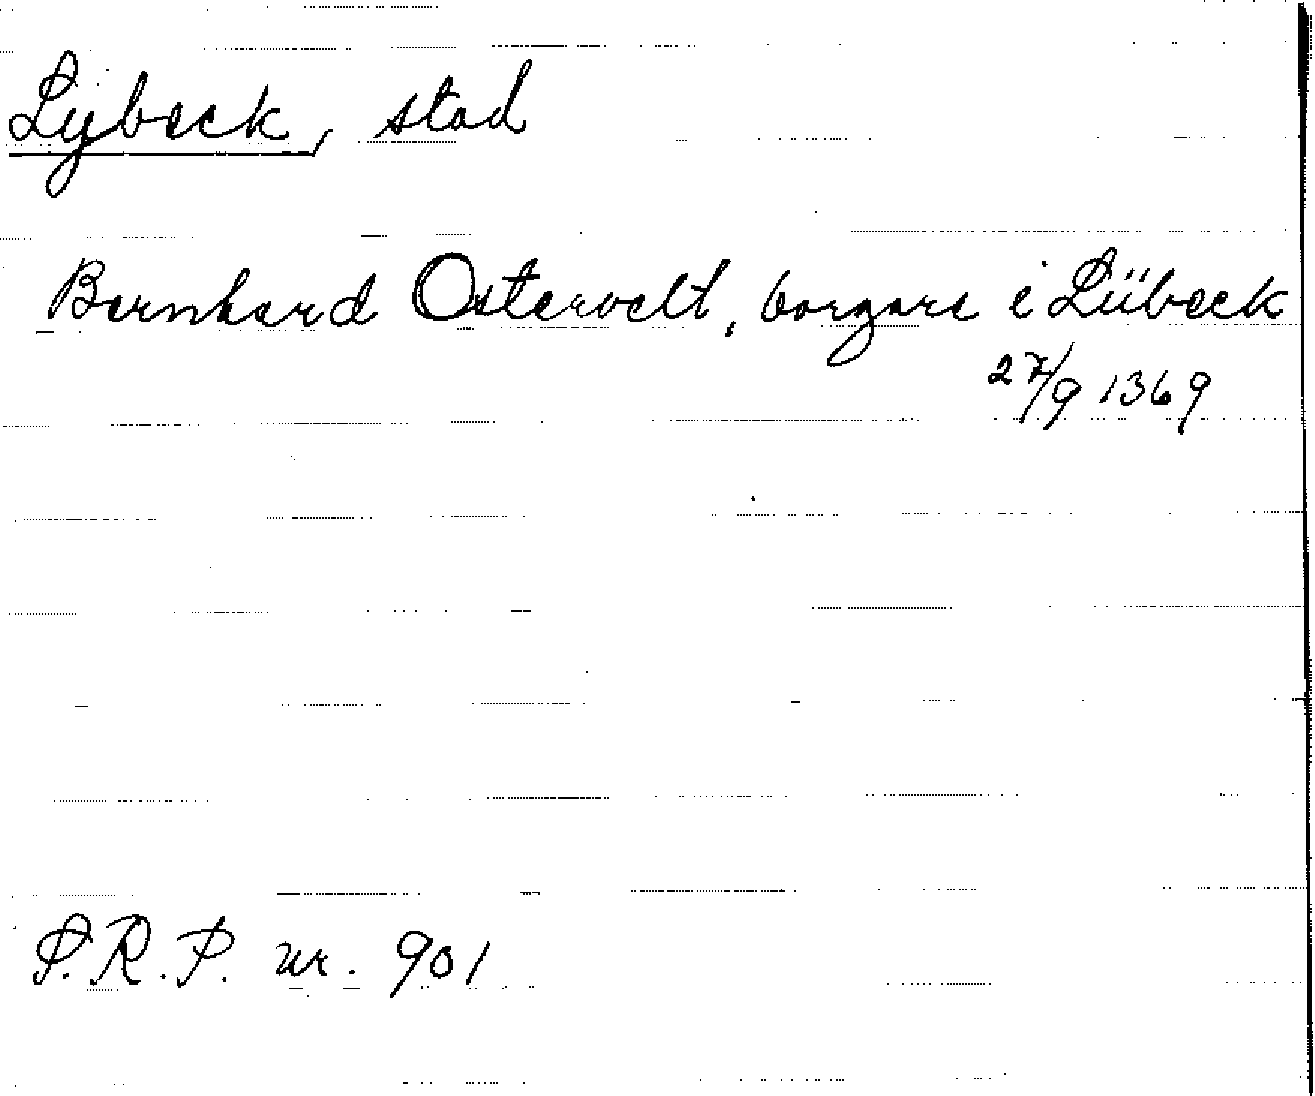 Lybeck, stad
Bernhard Ostervelt, borgare i Lübeck
27/9 1369
S.R.P. nr. 901